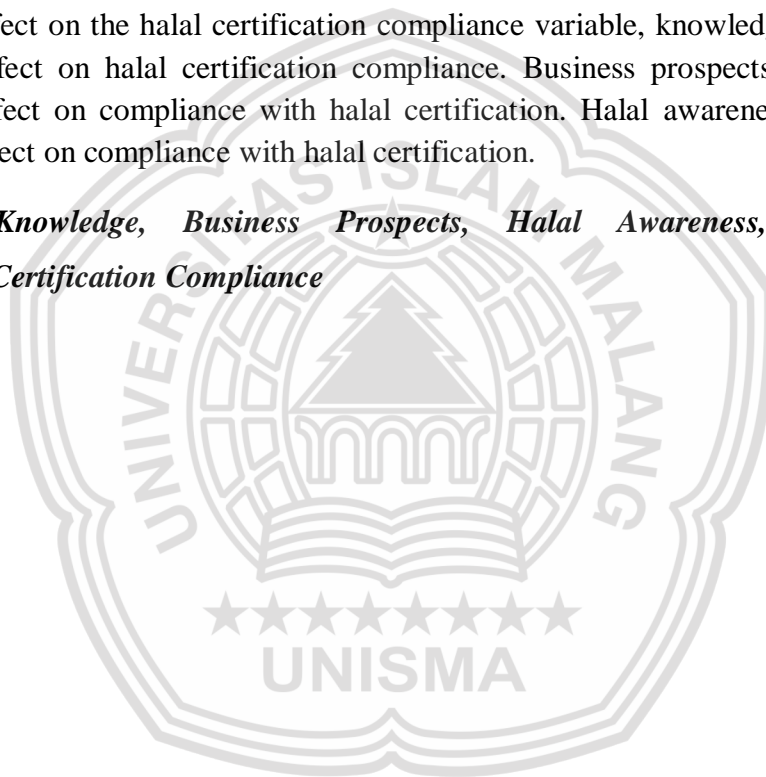 fect on the halal certification compliance variable, knowled
fect on halal certification compliance. Business prospects
fect on compliance with halal certification. Halal awarene
ect on compliance with halal certification.
Knowledge, Business Prospects, Halal Awareness,
Certification Compliance
UNIVERSITAS ISLAM MALANG
UNISMA